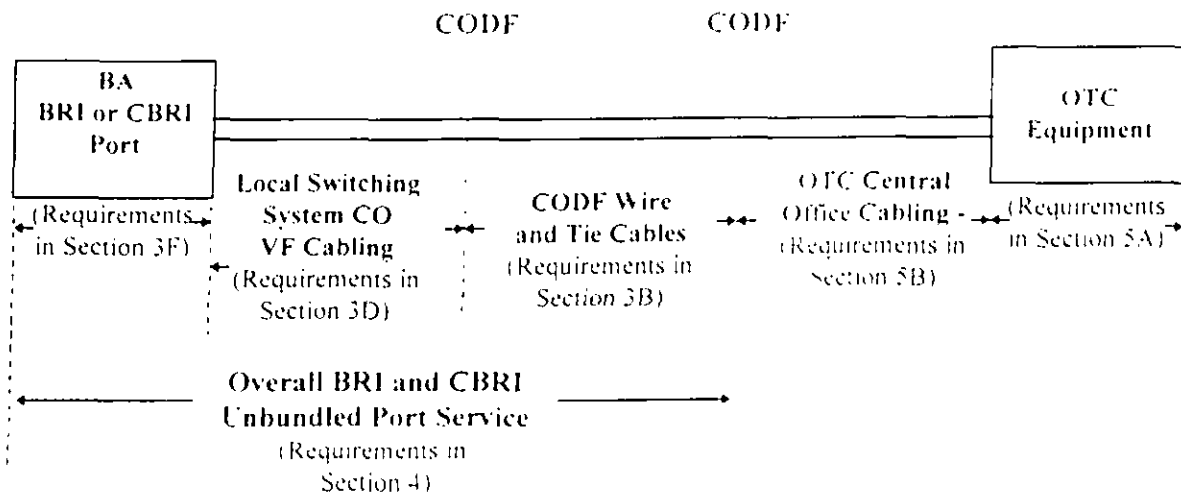 CODF
CODF
BA
BRI or CBRI
Port
OTC
Equipment
(Requirements
in Section 3F)
Local Switching
System CO
VF Cabling
(Requirements in
Section 3D)
CODF Wire
and Tie Cables
(Requirements in
Section 3B)
OTC Central
Office Cabling -
(Requirements in
Section 5B)
(Requirements
in Section 5A)
Overall BRI and CBRI
Unbundled Port Service
(Requirements in
Section 4)